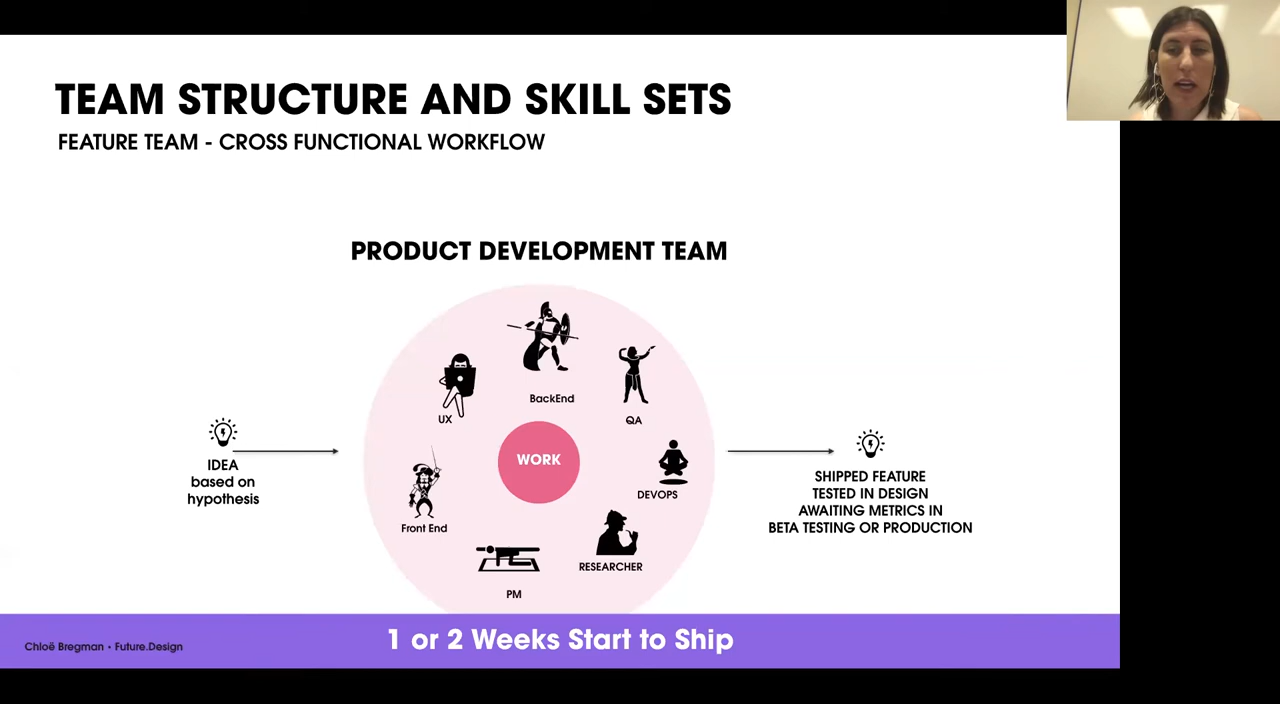 TEAM STRUCTURE AND SKILL SETS
FEATURE TEAM - CROSS FUNCTIONAL WORKFLOW
PRODUCT DEVELOPMENT TEAM
BackEnd
UX
QA
WORK
IDEA
based on
hypothesis
DEVOPS
Front End
RESEARCHER
PM
SHIPPED FEATURE
TESTED IN DESIGN
AWAITING METRICS IN
BETA TESTING OR PRODUCTION
1 or 2 Weeks Start to Ship
Chloë Bregman • Future.Design